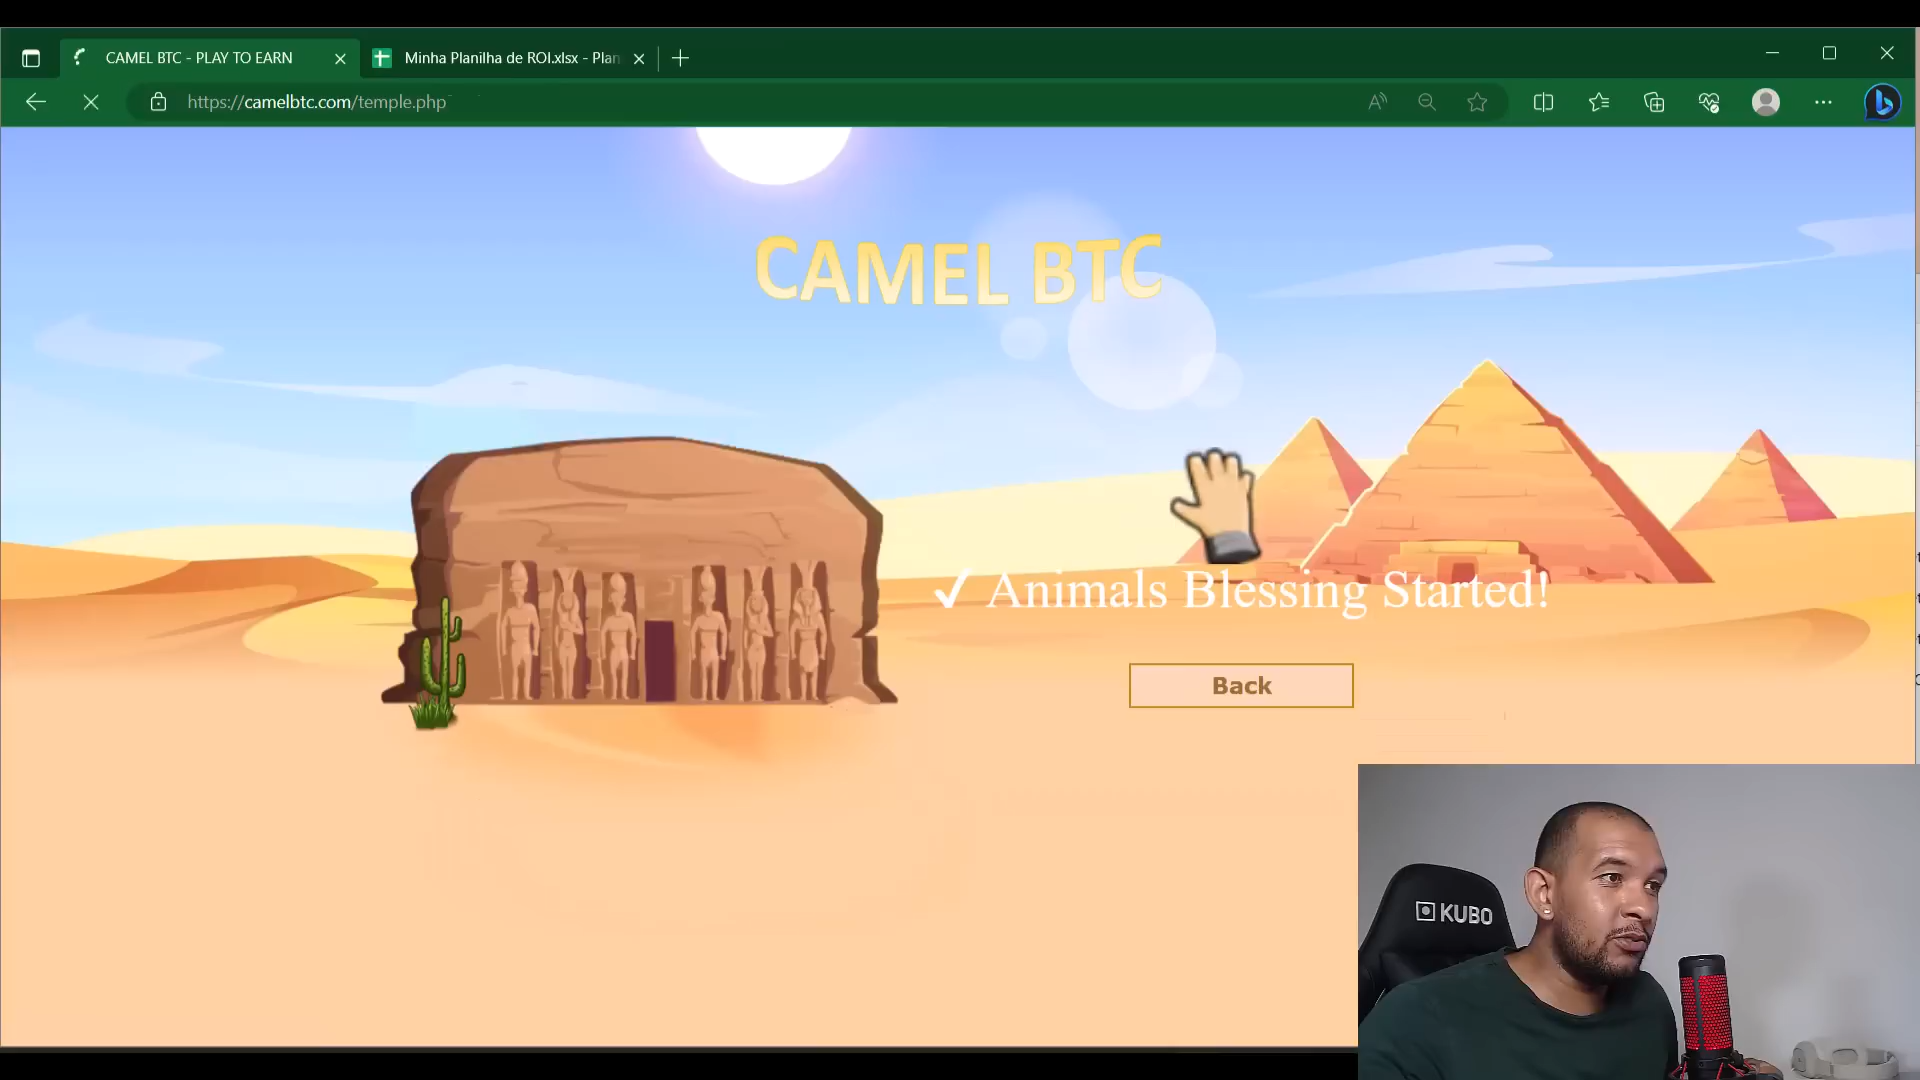 CAMEL BTC - PLAY TO EARN
Minha Planilha de ROI.xlsx - Plan
https://camelbtc.com/temple.php
CAMEL BTC
✓ Animals Blessing Started!
Back
KUBO